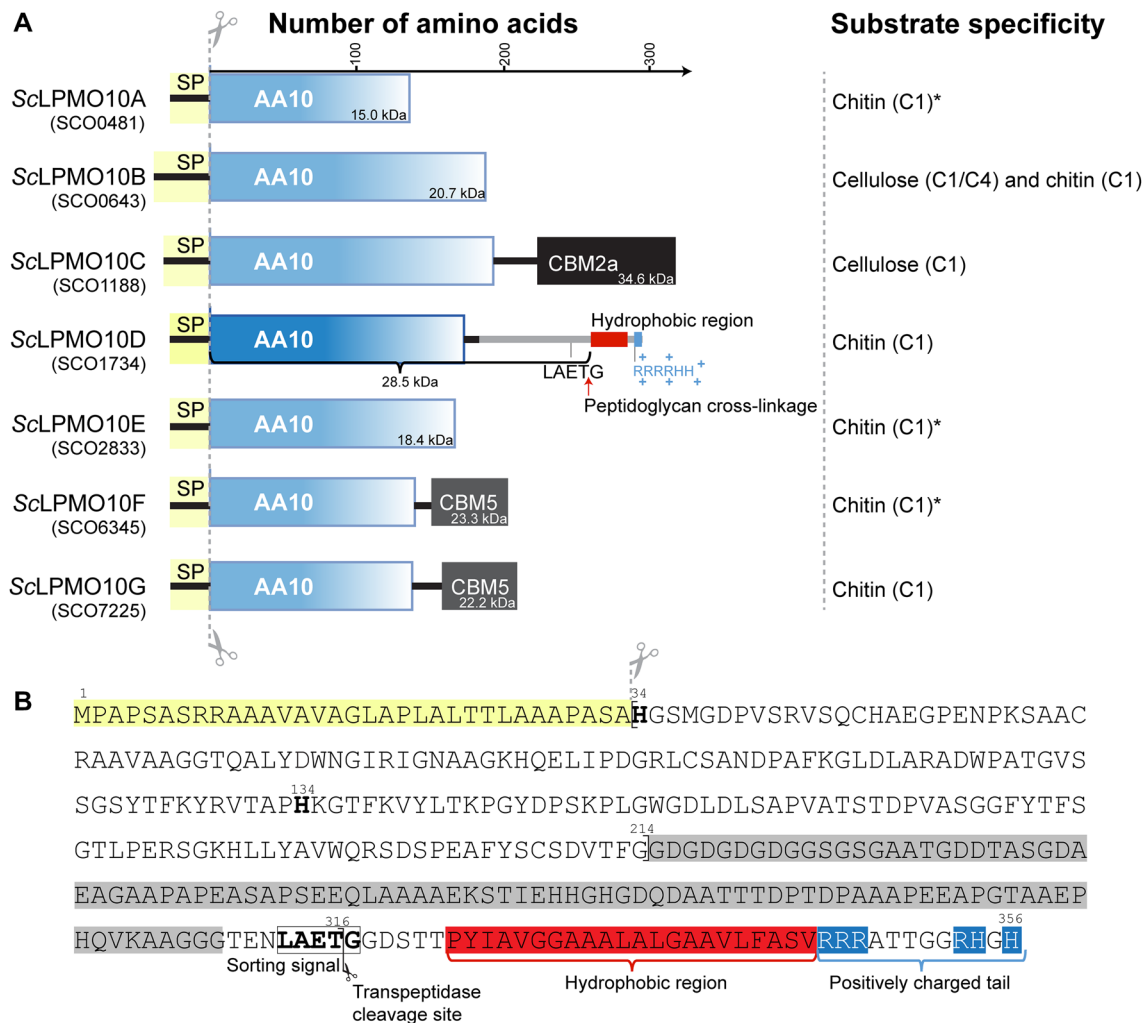 A Number of amino acids Substrate specificity
100 200 300
SP AA10 15.0 kDa
ScLPMO10A
(SCO0481)
Chitin (C1)*
SP AA10 20.7 kDa
ScLPMO10B
(SCO0643)
Cellulose (C1/C4) and chitin (C1)
SP AA10 CBM2a 34.6 kDa
ScLPMO10C
(SCO1188)
Cellulose (C1)
SP AA10 Hydrophobic region
ScLPMO10D
(SCO1734)
28.5 kDa
LAETG
+ + +
RRRRHH
+ +
Peptidoglycan cross-linkage
Chitin (C1)
SP AA10 18.4 kDa
ScLPMO10E
(SCO2833)
Chitin (C1)*
SP AA10 CBM5 23.3 kDa
ScLPMO10F
(SCO6345)
Chitin (C1)*
SP AA10 CBM5 22.2 kDa
ScLPMO10G
(SCO7225)
Chitin (C1)
B
1 34
MPAPSASRRAAAVAVAGLAPLALTTLAAAPASA[HGSMGDPVSRVSQCHAEGPENPKSAAC
RAAVAAGGTQALYDWNGIRIGNAAGKHQELIPDGRLCSANDPAFKGLDLARADWPATGVS
134
SGSYTFKYRVTAPHKGTFKVYLTKPGYDPSKPLGWGDLDLSAPVATSTDPVASGGFYTFS
214
GTLPERSGKHLLYAVWQRSDSPEAFYSCSDVTFG]GDGDGDGDGGSGSGAATGDDTASGDA
EAGAAPAPEASAPSEEQLAAAAEKSTIEHHGHGDQDAATTTDPTDPAAAPEEAPGTAAEP
316 356
HQVKAAGGGTENLAETGGDSTTPYIAVGGAAALALGAAVLFASVRRRATTGGRHGH
Sorting signal
Transpeptidase
cleavage site
Hydrophobic region
Positively charged tail